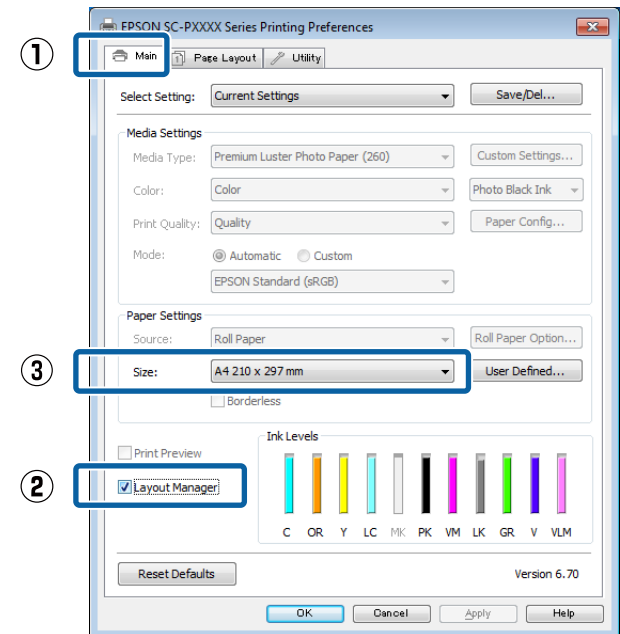 EPSON SC-PXXXX Series Printing Preferences
1
Main Page Layout Utility
Select Setting: Current Settings Save/Del...
Media Settings
Media Type: Premium Luster Photo Paper (260) Custom Settings...
Color: Color Photo Black Ink
Print Quality: Quality Paper Config...
Mode: Automatic Custom
EPSON Standard (sRGB)
Paper Settings
Source: Roll Paper Roll Paper Option...
3
Size: A4 210 x 297 mm User Defined...
Borderless
Ink Levels
Print Preview
2
Layout Manager
C OR Y LC MK PK VM LK GR V VLM
Reset Defaults Version 6.70
OK Cancel Apply Help